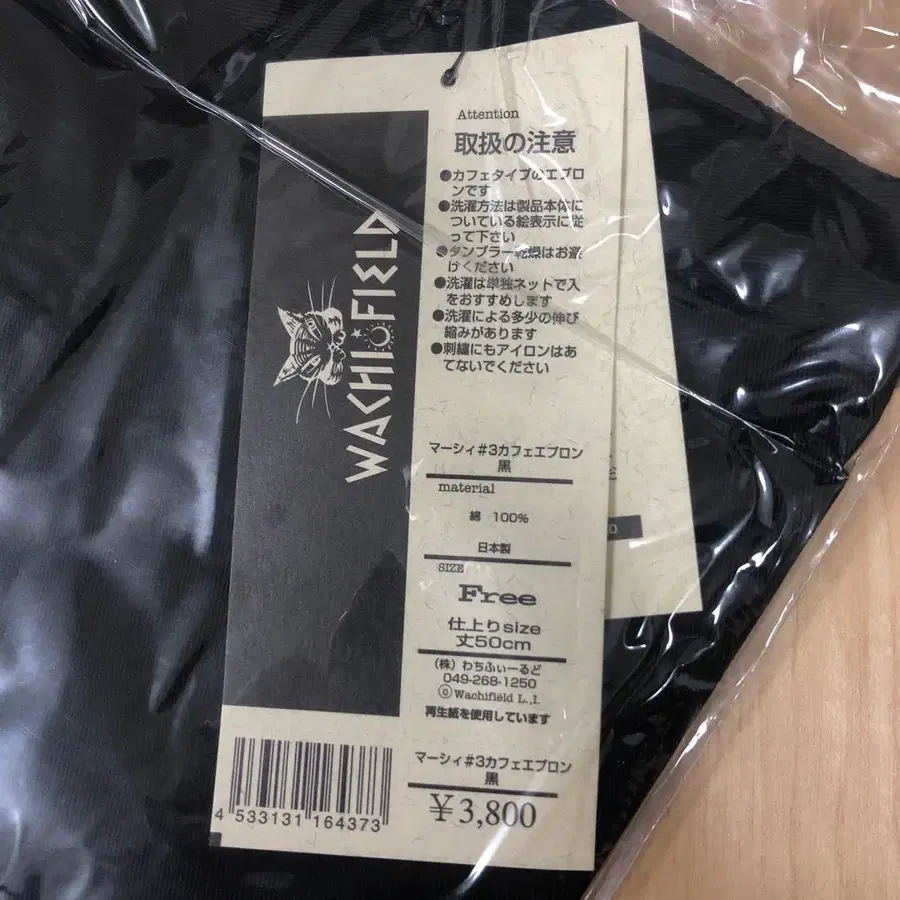 WACHIFIELD
Attention
取扱の注意
●カフェタイプのエプロ
ンです
●洗濯方法は製品本体に
ついている絵表示に従
って下さい
●タンブラー乾燥はお避
けください
●洗濯は単独ネットで入
をおすすめします
●洗濯による多少の伸び
縮みがあります
●刺繍にもアイロンはあ
てないでください
マーシィ#3カフェエプロン
黒
material
綿 100%
日本製
SIZE
Free
仕上りsize
丈50cm
(株)わちふぃーるど
049-268-1250
©Wachifield L.,I.
再生紙を使用しています
マーシィ#3カフェエプロン
黒
¥3,800
4 533131 164373